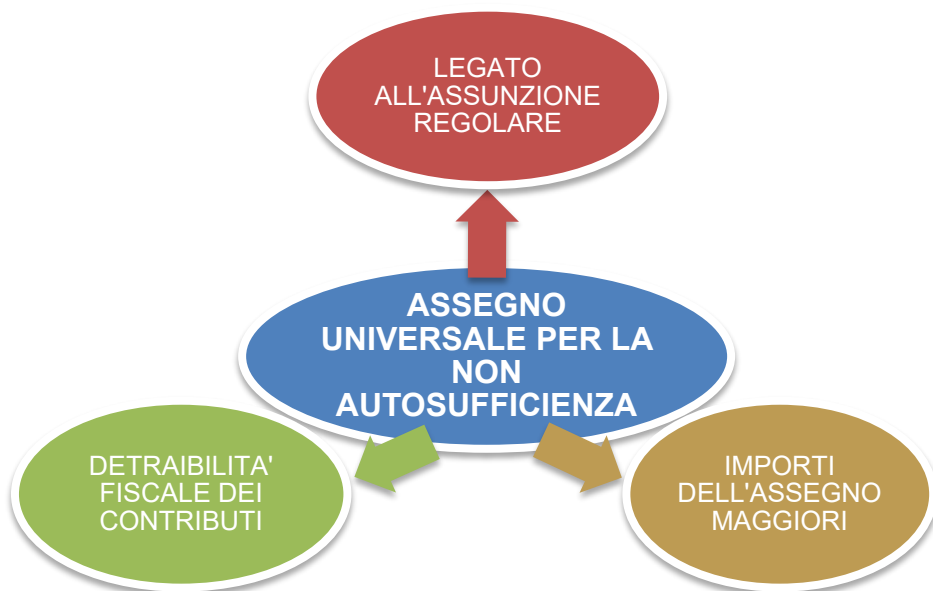 LEGATO
ALL'ASSUNZIONE
REGOLARE
ASSEGNO
UNIVERSALE PER LA
NON
AUTOSUFFICIENZA
DETRAIBILITA'
FISCALE DEI
CONTRIBUTI
IMPORTI
DELL'ASSEGNO
MAGGIORI